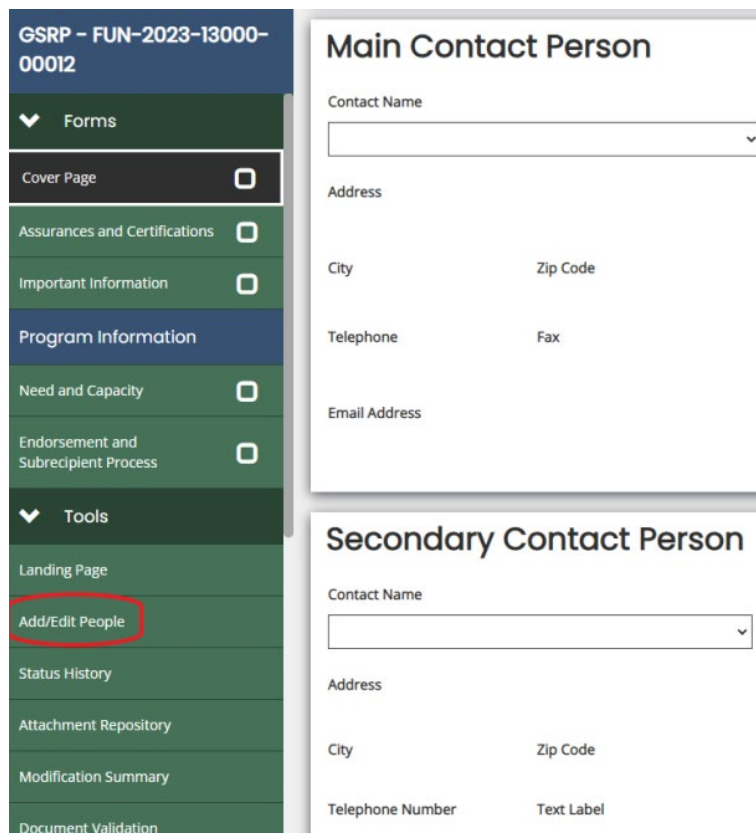 GSRP - FUN-2023-13000-
00012
Forms
Cover Page
Assurances and Certifications
Important Information
Program Information
Need and Capacity
Endorsement and
Subrecipient Process
Tools
Landing Page
Add/Edit People
Status History
Attachment Repository
Modification Summary
Document Validation
Main Contact Person
Contact Name
Address
City Zip Code
Telephone Fax
Email Address
Secondary Contact Person
Contact Name
Address
City Zip Code
Telephone Number Text Label